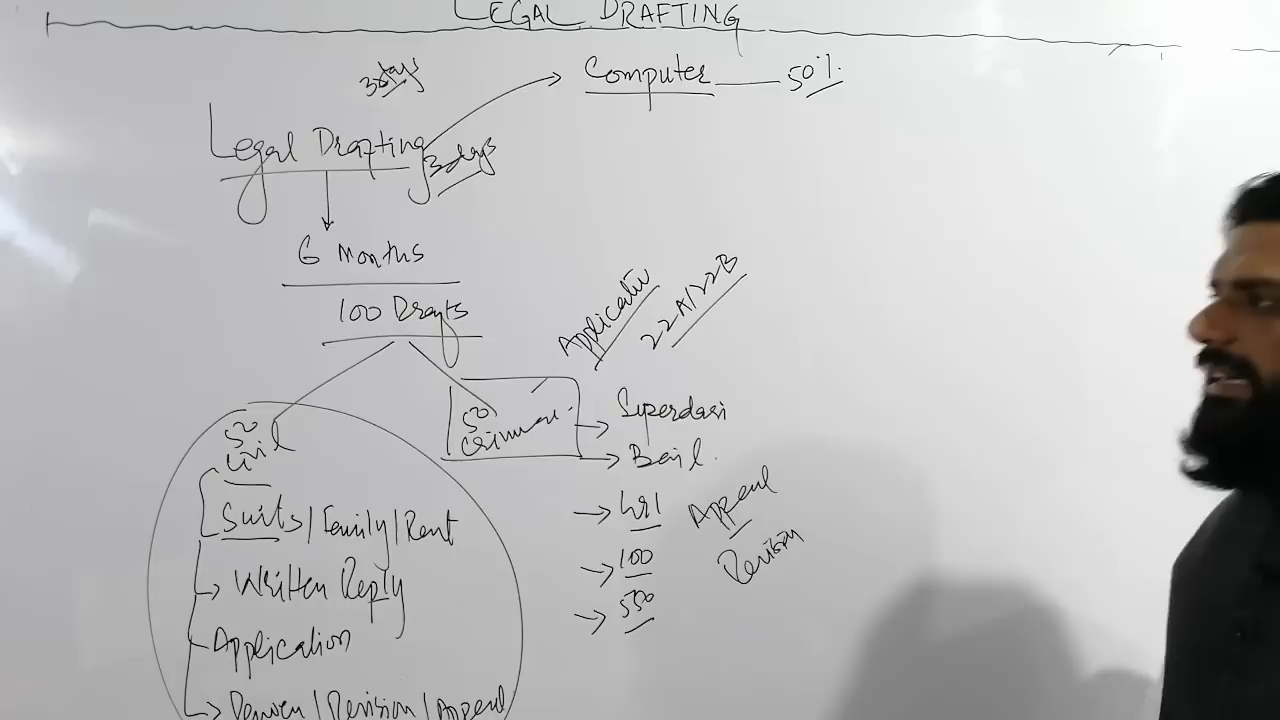 LEGAL DRAFTING
3 days
Computer — 50%
Legal Drafting
3 days
6 Months
100 Drafts
Application
22A/22B
50
Civil
50
Criminal
Superdari
Bail
491
100
550
Appeal
Revision
Suits/Family/Rent
Written Reply
Application
Review/Revision/Appeal